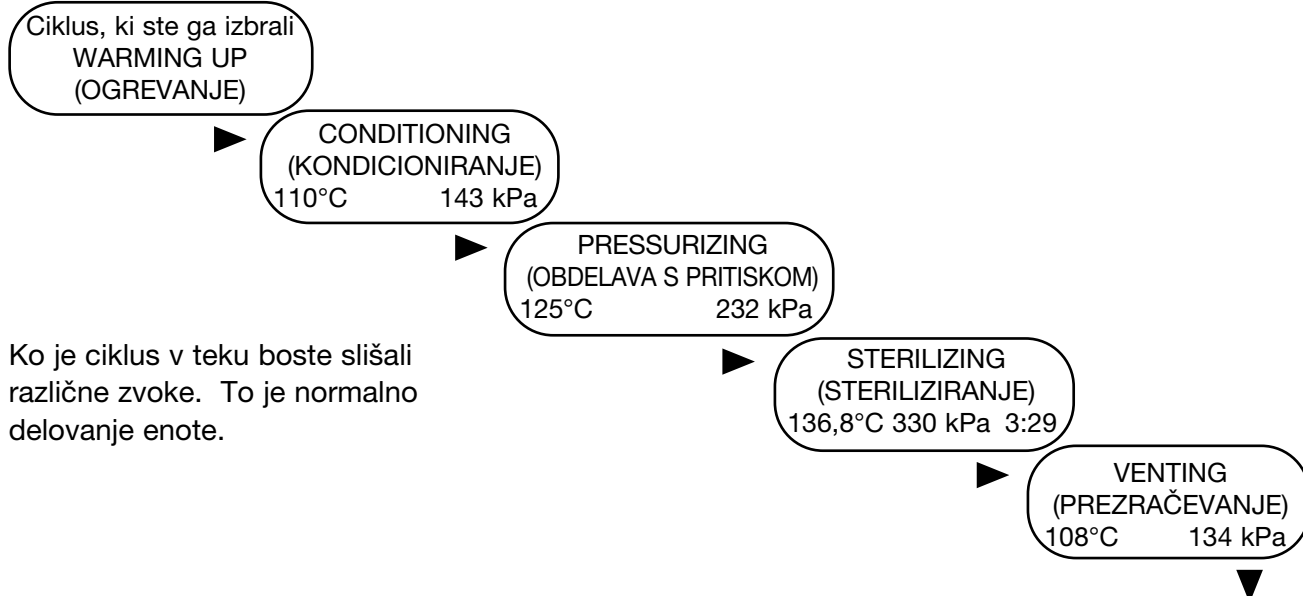 Ciklus, ki ste ga izbrali
WARMING UP
(OGREVANJE)
CONDITIONING
(KONDICIONIRANJE)
110°C 143 kPa
PRESSURIZING
(OBDELAVA S PRITISKOM)
125°C 232 kPa
Ko je ciklus v teku boste slišali
različne zvoke. To je normalno
delovanje enote.
STERILIZING
(STERILIZIRANJE)
136,8°C 330 kPa 3:29
VENTING
(PREZRAČEVANJE)
108°C 134 kPa